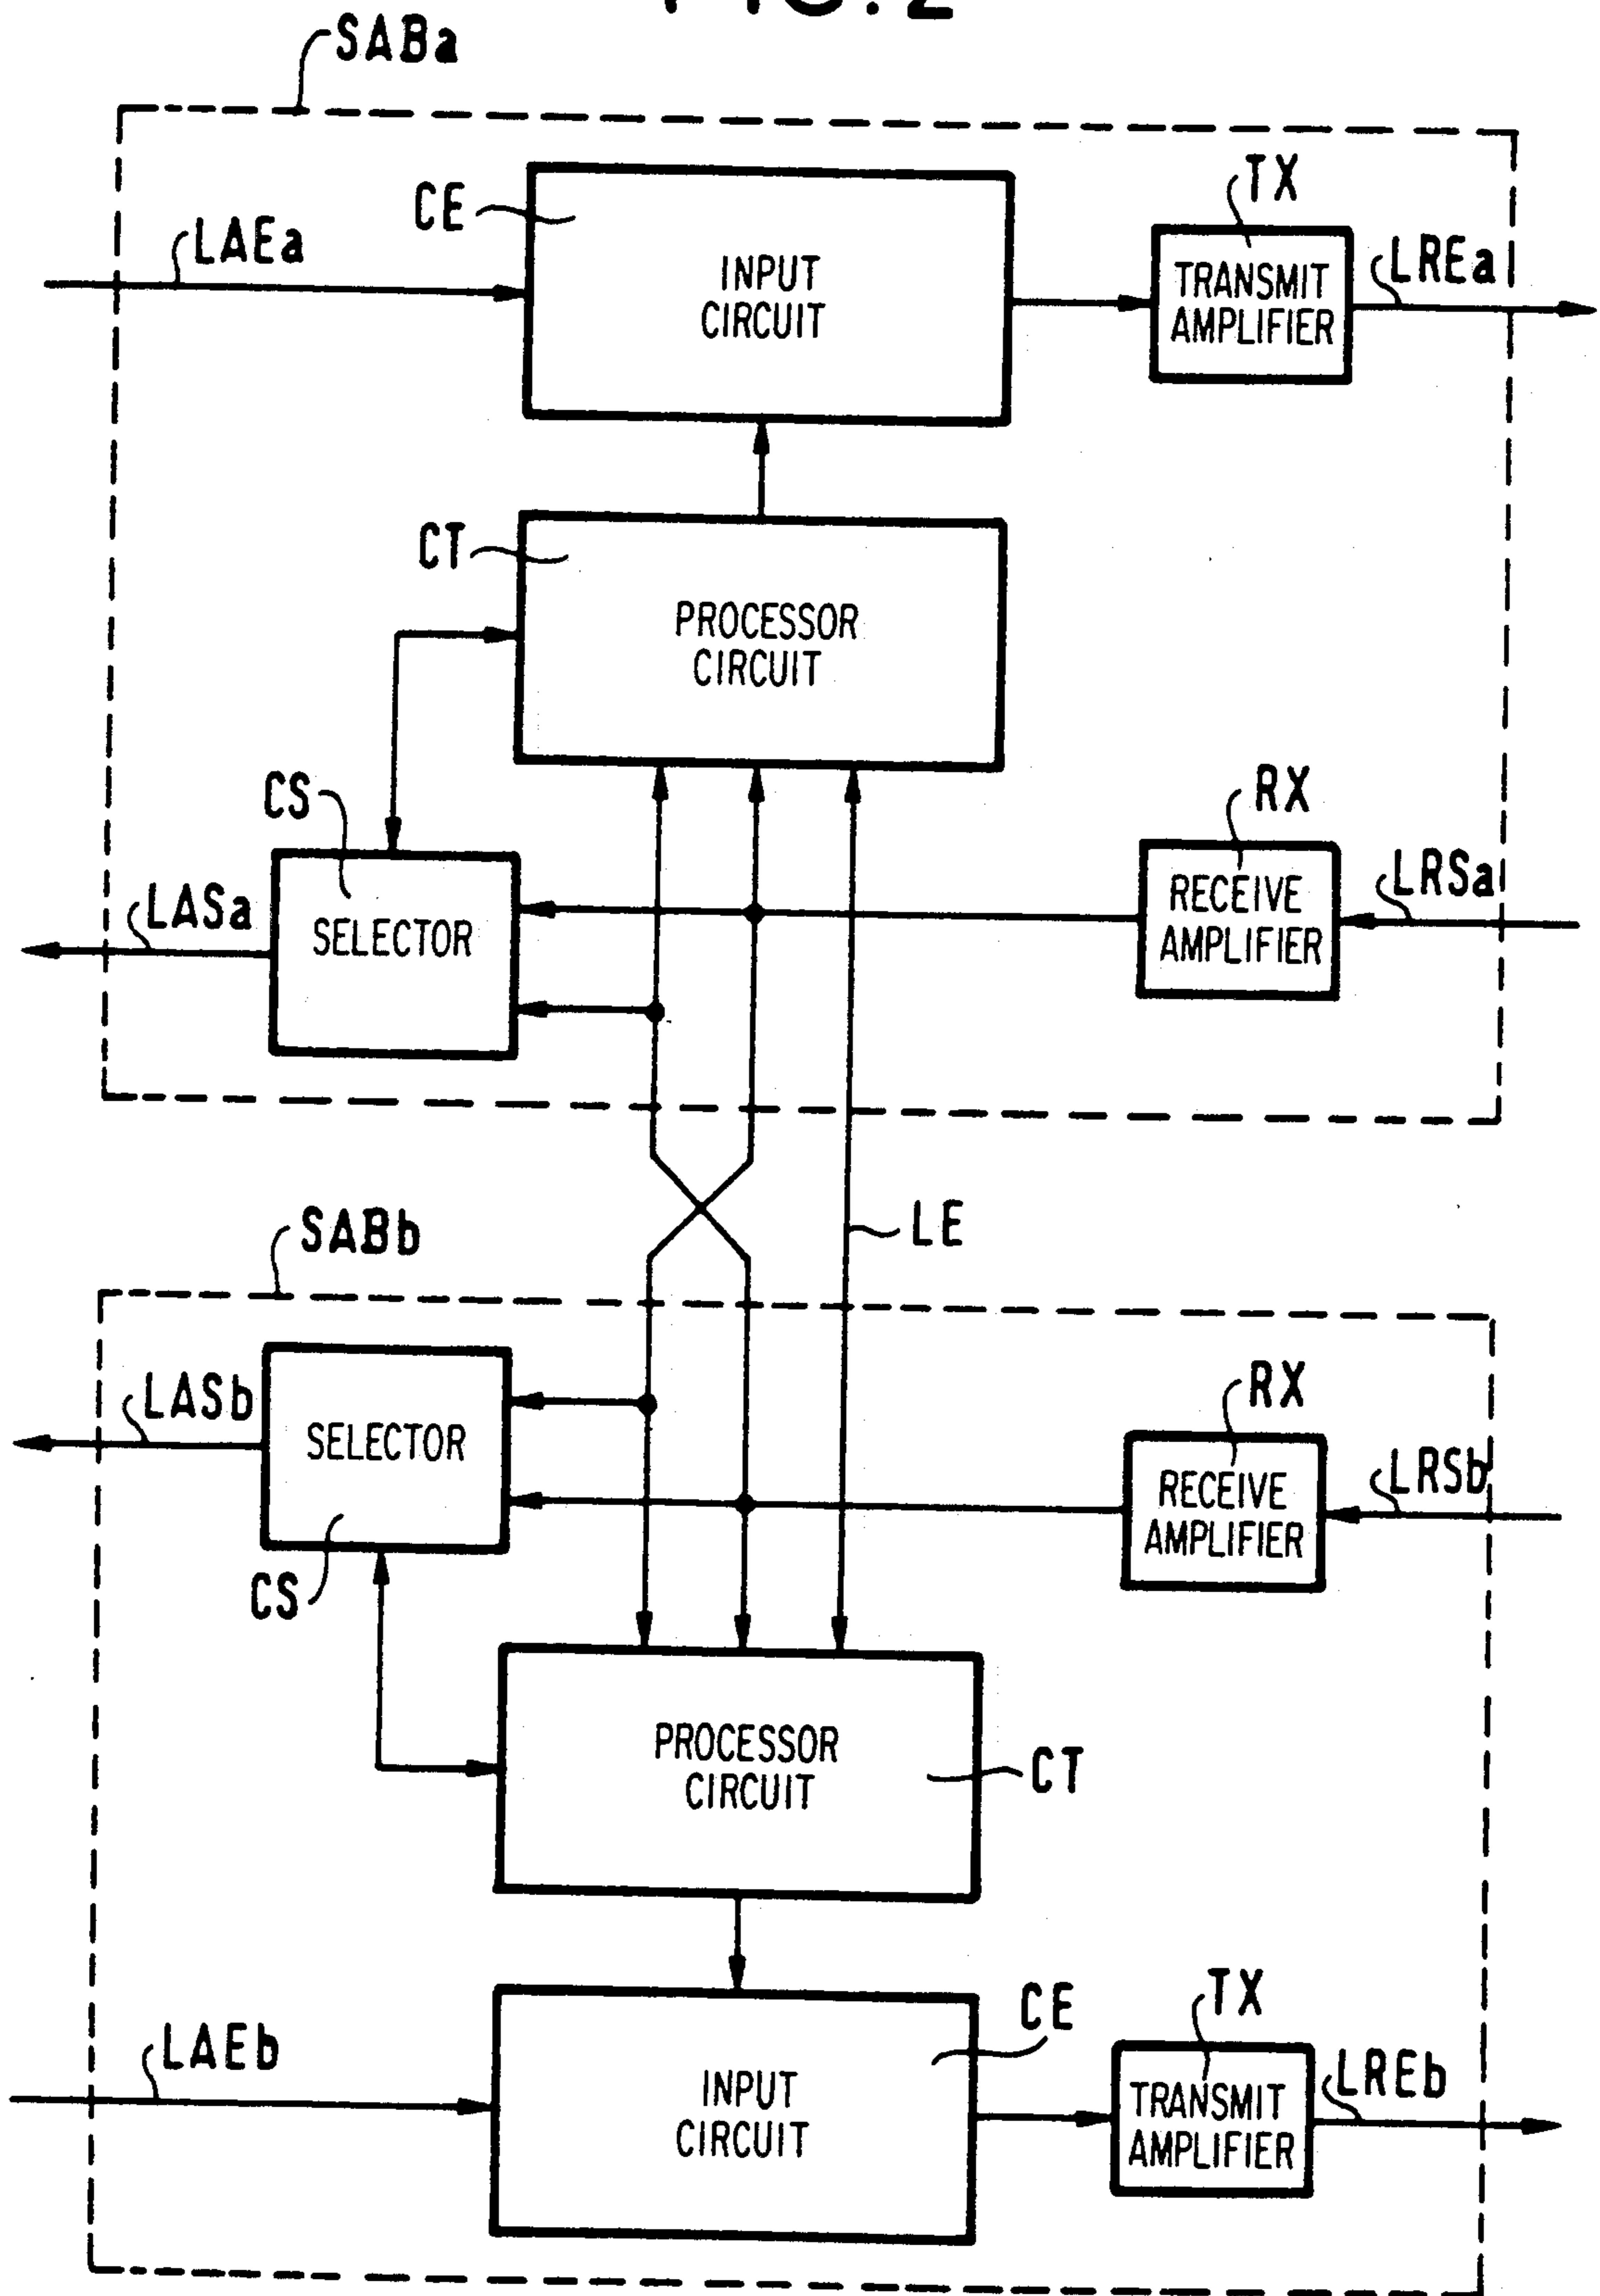 FIG. 2
SABa
CE
TX
LAEa
LREa
INPUT
CIRCUIT
TRANSMIT
AMPLIFIER
CT
PROCESSOR
CIRCUIT
CS
RX
LASa
LRSa
SELECTOR
RECEIVE
AMPLIFIER
LE
SABb
RX
LASb
LRSb
SELECTOR
RECEIVE
AMPLIFIER
CS
PROCESSOR
CIRCUIT
CT
CE
TX
LAEb
LREb
INPUT
CIRCUIT
TRANSMIT
AMPLIFIER